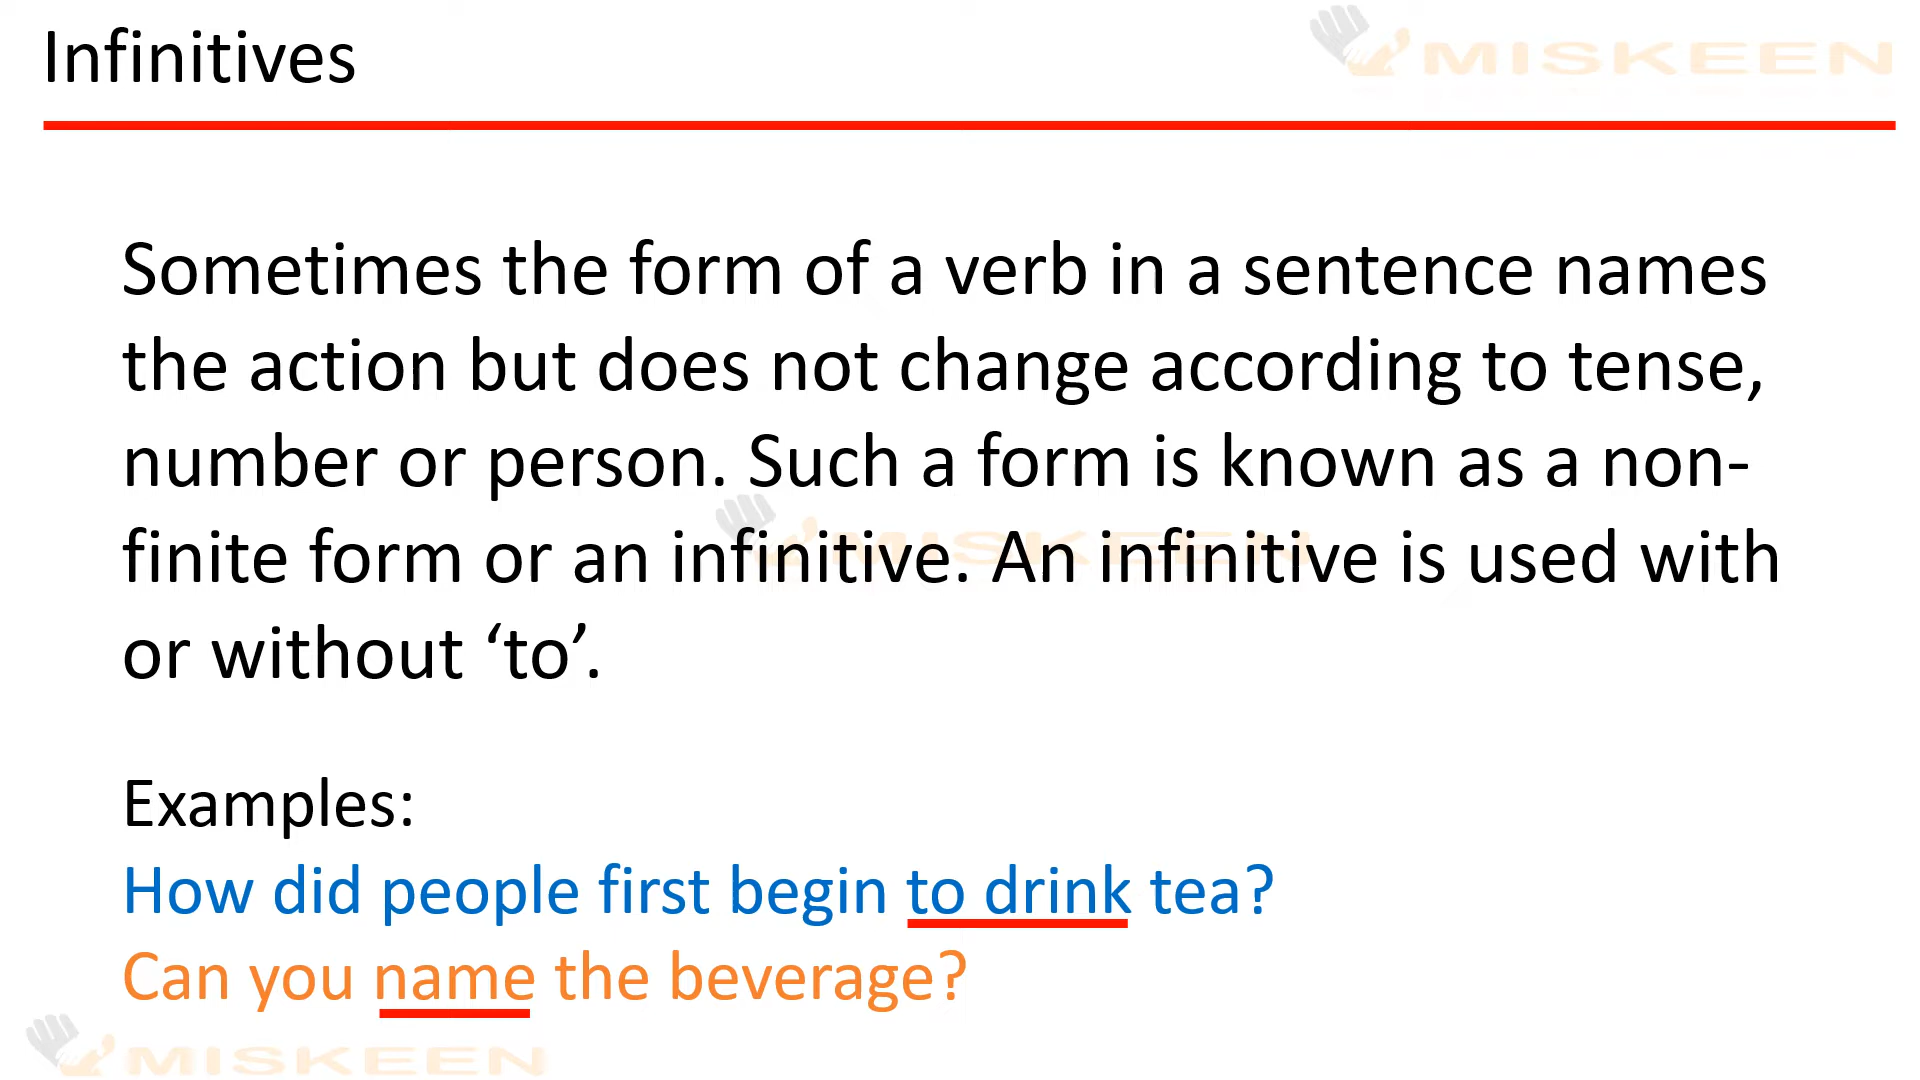 Infinitives
MISKEEN
Sometimes the form of a verb in a sentence names
the action but does not change according to tense,
number or person. Such a form is known as a non-
finite form or an infinitive. An infinitive is used with
or without ‘to’.
MISKEEN
Examples:
How did people first begin to drink tea?
Can you name the beverage?
MISKEEN